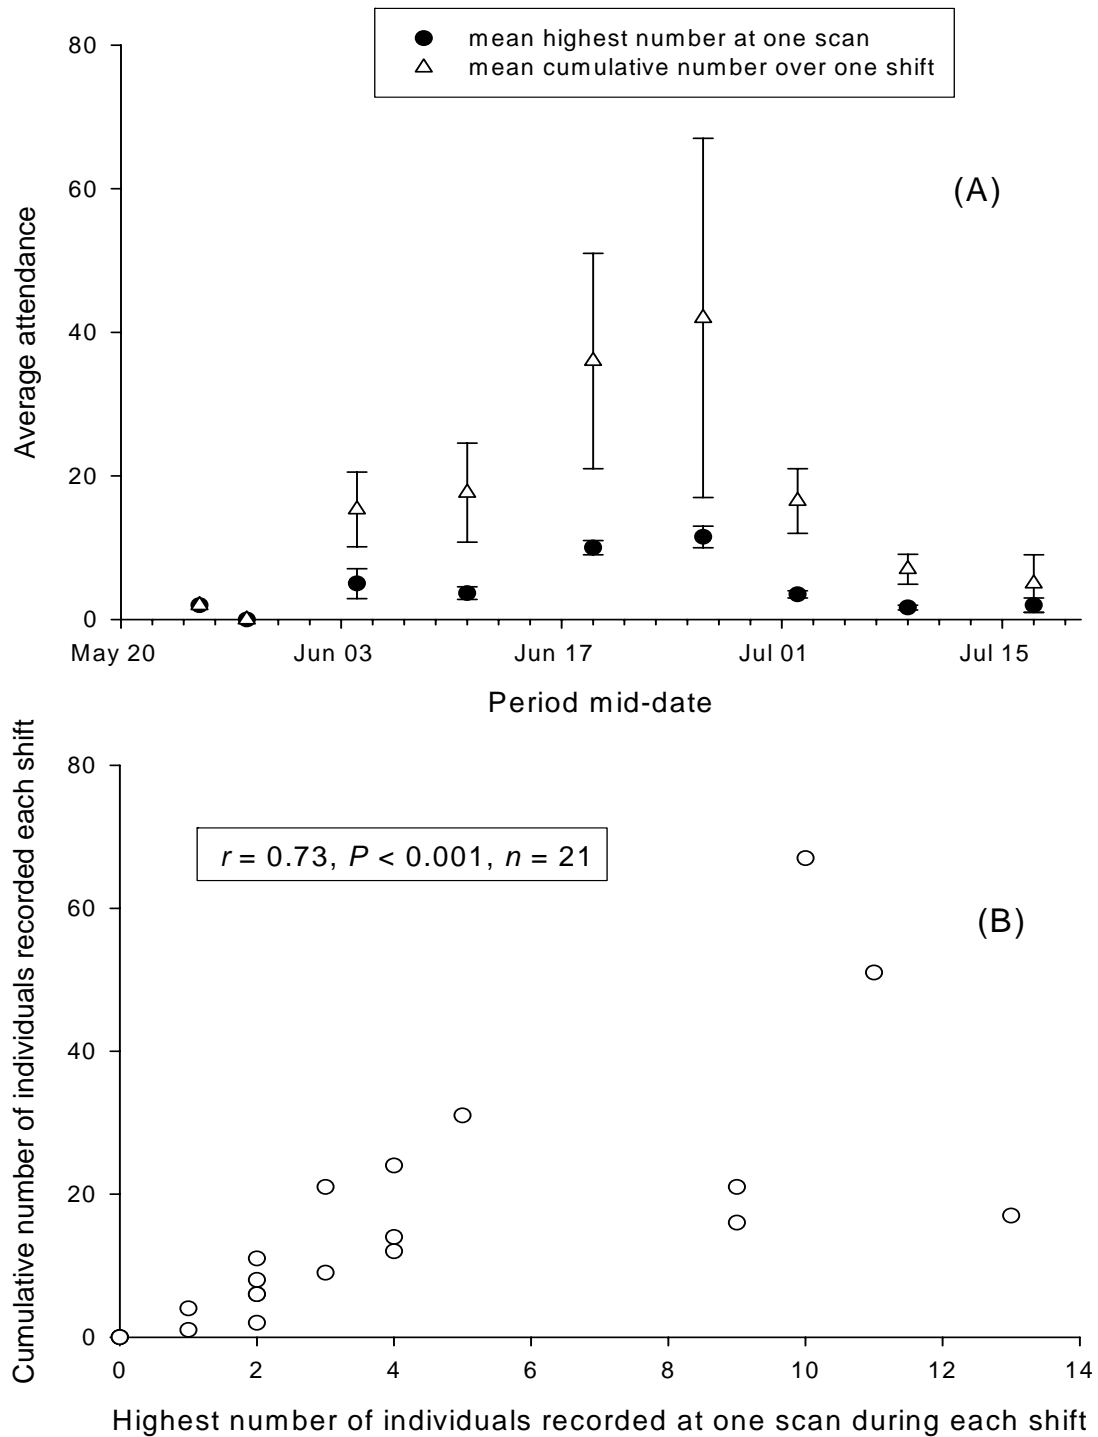 mean highest number at one scan
mean cumulative number over one shift
80
60
40
20
0
(A)
Average attendance
May 20 Jun 03 Jun 17 Jul 01 Jul 15
Period mid-date
80
60
40
20
0
r = 0.73, P < 0.001, n = 21
(B)
Cumulative number of individuals recorded each shift
0 2 4 6 8 10 12 14
Highest number of individuals recorded at one scan during each shift